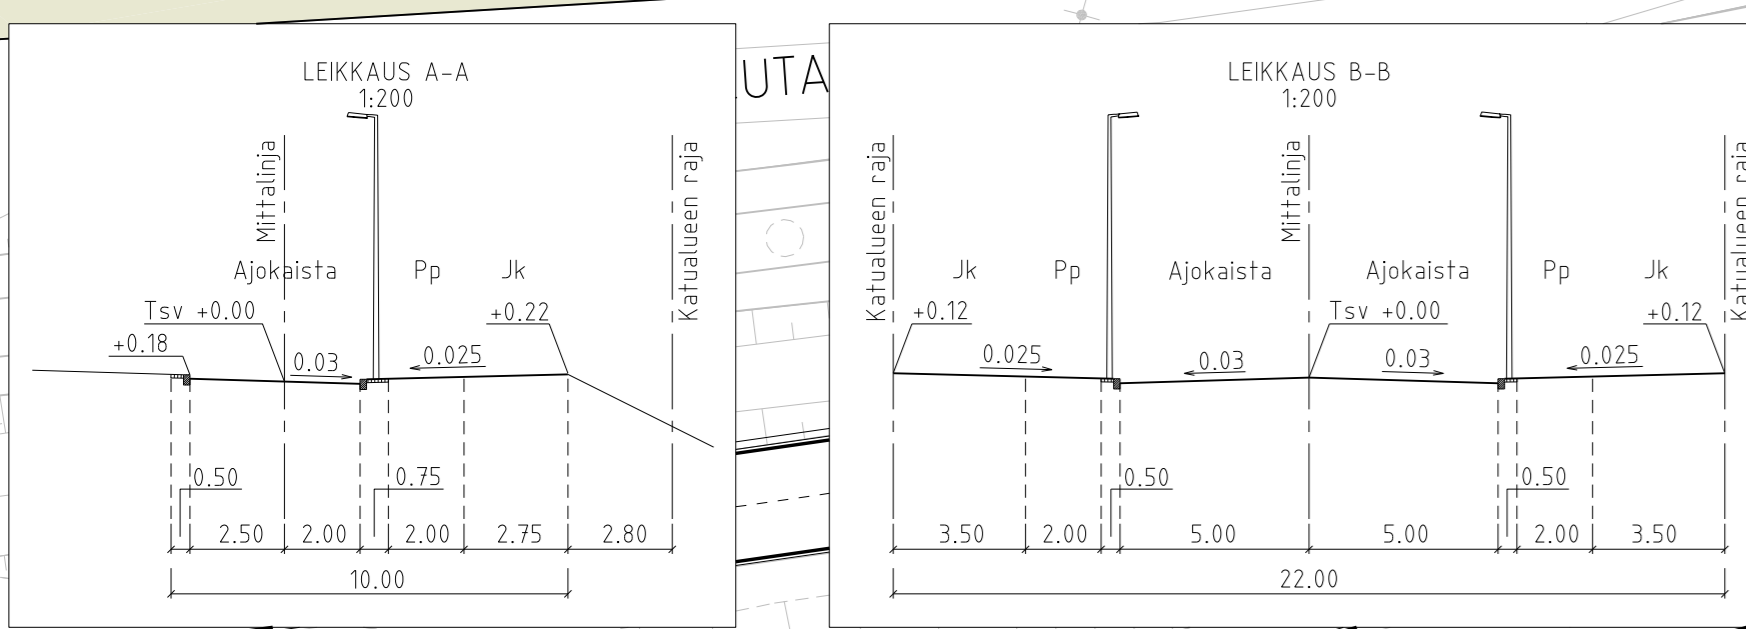 LEIKKAUS A-A
1:200
Mittalinja
Katualueen raja
Ajokaista Pp Jk
Tsv +0.00
+0.22
+0.18
0.03
0.025
0.50
0.75
2.50 2.00 2.00 2.75 2.80
10.00
UTA
LEIKKAUS B-B
1:200
Katualueen raja
Mittalinja
Katualueen raja
Jk Pp Ajokaista Ajokaista Pp Jk
+0.12
Tsv +0.00
+0.12
0.025
0.03
0.03
0.025
0.50
0.50
3.50 2.00 5.00 5.00 2.00 3.50
22.00